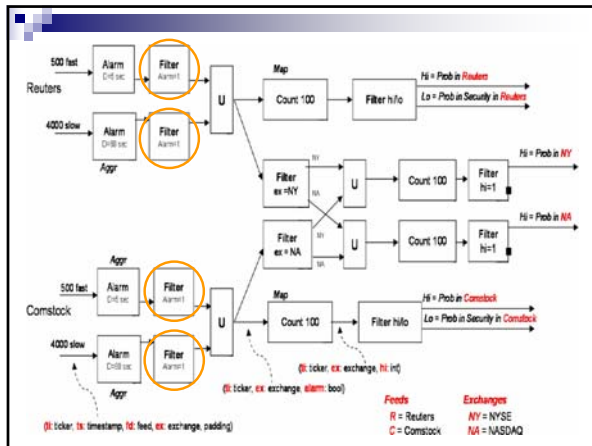 500 fast
Reuters
4000 slow
Alarm
D=5 sec
Filter
Alarm=1
Alarm
D=60 sec
Filter
Alarm=1
Aggr
U
Map
Count 100
Filter hi/lo
Hi = Prob in Reuters
Lo = Prob in Security in Reuters
Filter
ex =NY
NY
NA
U
Count 100
Filter
hi=1
Hi = Prob in NY
Filter
ex = NA
NY
NA
U
Count 100
Filter
hi=1
Hi = Prob in NA
Aggr
500 fast
Comstock
4000 slow
Alarm
D=5 sec
Filter
Alarm=1
Alarm
D=60 sec
Filter
Alarm=1
Aggr
U
Map
Count 100
Filter hi/lo
Hi = Prob in Comstock
Lo = Prob in Security in Comstock
(ti: ticker, ex: exchange, hi: int)
(ti: ticker, ex: exchange, alarm: bool)
(ti: ticker, ts: timestamp, fd: feed, ex: exchange, padding)
Feeds
R = Reuters
C = Comstock
Exchanges
NY = NYSE
NA = NASDAQ